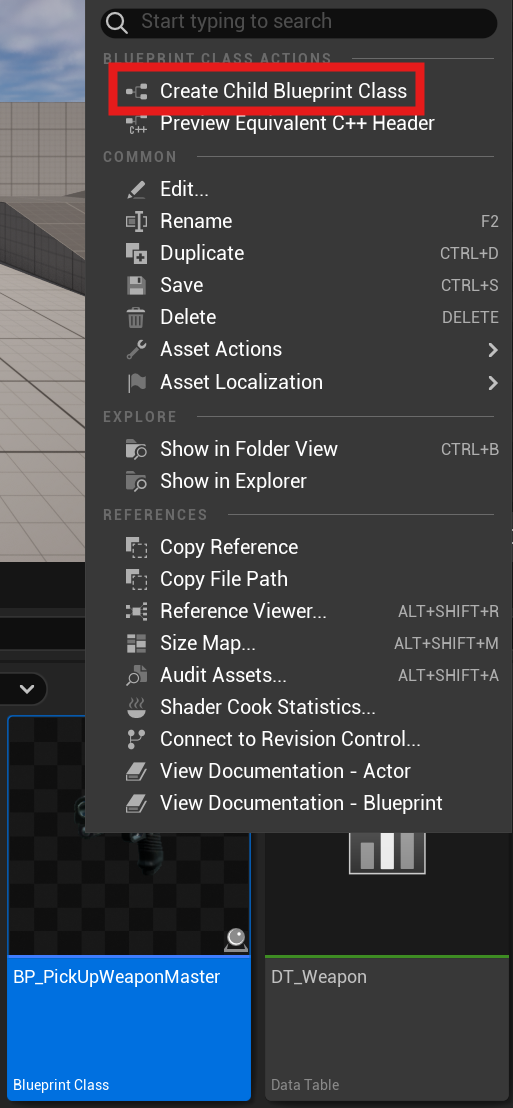 Start typing to search
BLUEPRINT CLASS ACTIONS
Create Child Blueprint Class
Preview Equivalent C++ Header
COMMON
Edit...
Rename F2
Duplicate CTRL+D
Save CTRL+S
Delete DELETE
Asset Actions
Asset Localization
EXPLORE
Show in Folder View CTRL+B
Show in Explorer
REFERENCES
Copy Reference
Copy File Path
Reference Viewer... ALT+SHIFT+R
Size Map... ALT+SHIFT+M
Audit Assets... ALT+SHIFT+A
Shader Cook Statistics...
Connect to Revision Control...
View Documentation - Actor
View Documentation - Blueprint
BP_PickUpWeaponMaster DT_Weapon
Blueprint Class Data Table